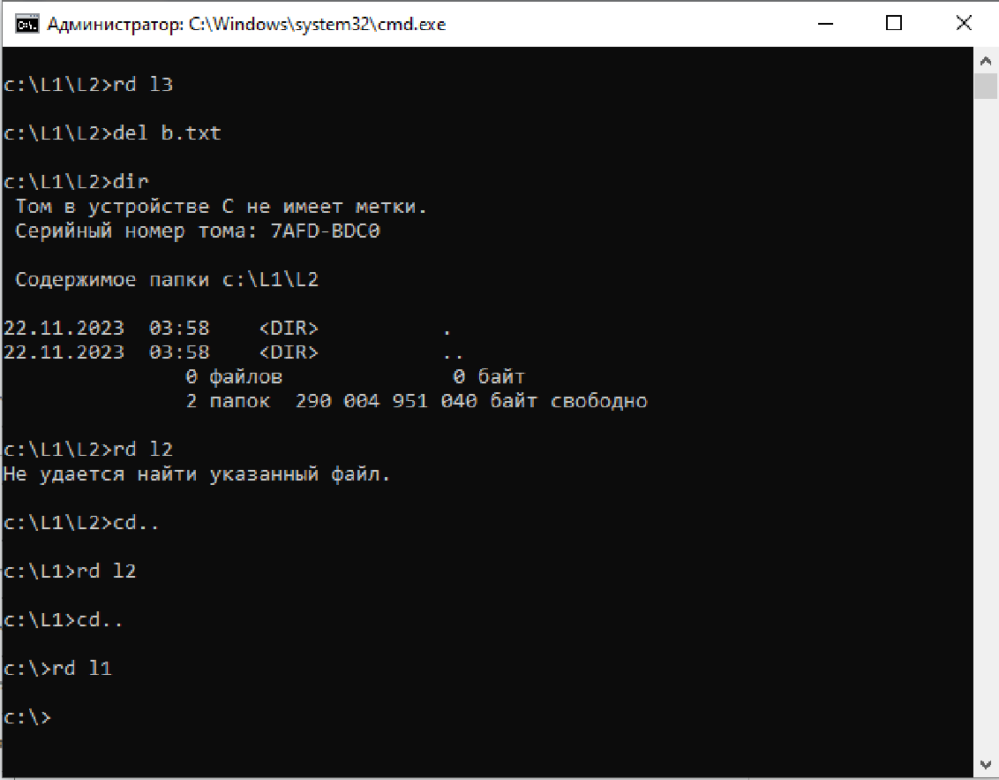 Администратор: C:\Windows\system32\cmd.exe
c:\L1\L2>rd l3
c:\L1\L2>del b.txt
c:\L1\L2>dir
Том в устройстве C не имеет метки.
Серийный номер тома: 7AFD-BDC0
Содержимое папки c:\L1\L2
22.11.2023  03:58    <DIR>          .
22.11.2023  03:58    <DIR>          ..
0 файлов              0 байт
2 папок  290 004 951 040 байт свободно
c:\L1\L2>rd l2
Не удается найти указанный файл.
c:\L1\L2>cd..
c:\L1>rd l2
c:\L1>cd..
c:\>rd l1
c:\>